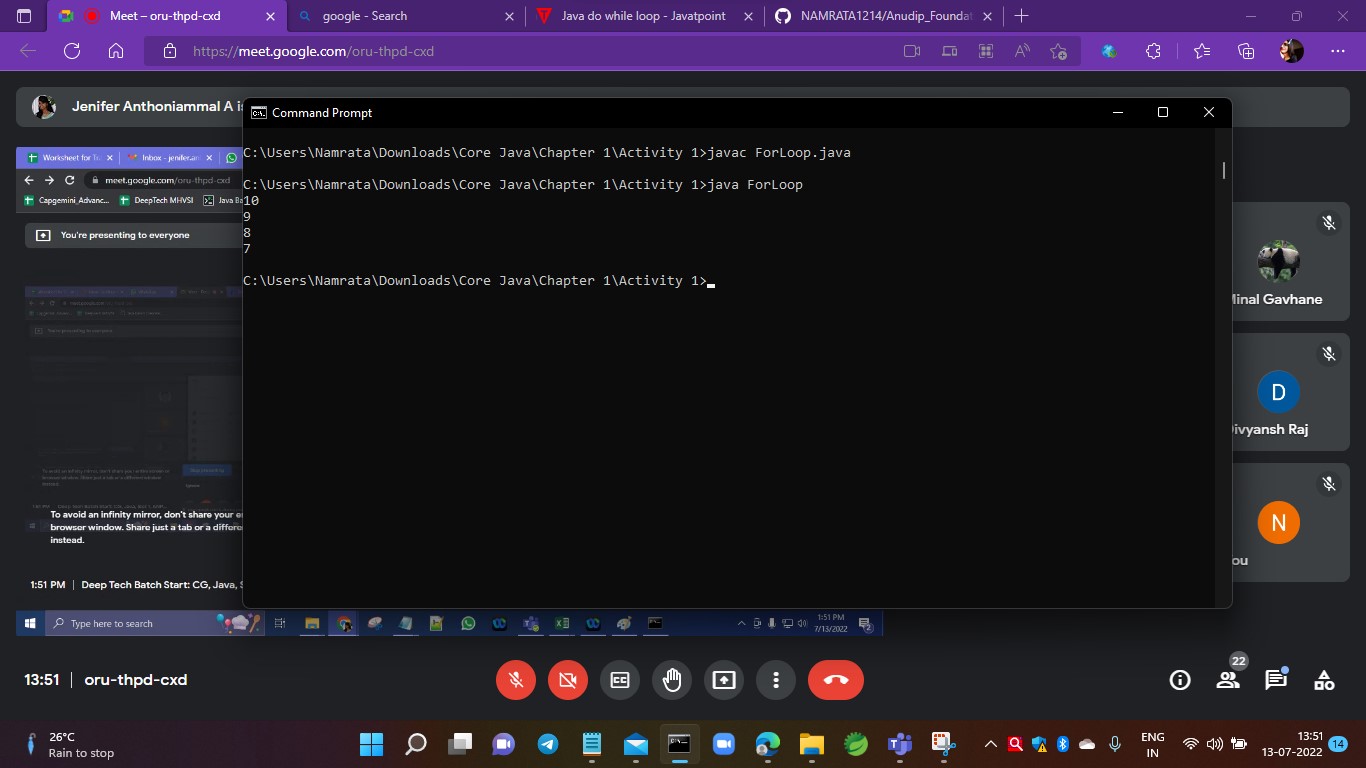 Meet – oru-thpd-cxd
google - Search
Java do while loop - Javatpoint
NAMRATA1214/Anudip_Foundat
https://meet.google.com/oru-thpd-cxd
Jenifer Anthoniammal A is
Command Prompt
C:\Users\Namrata\Downloads\Core Java\Chapter 1\Activity 1>javac ForLoop.java
C:\Users\Namrata\Downloads\Core Java\Chapter 1\Activity 1>java ForLoop
10
9
8
7
C:\Users\Namrata\Downloads\Core Java\Chapter 1\Activity 1>
Worksheet for
Inbox - jenifer.an
meet.google.com/oru-thpd-cxd
Capgemini_Advanc...
DeepTech MHVSI
Java Ba
You're presenting to everyone
To avoid an infinity mirror, don't share your e
browser window. Share just a tab or a differe
instead.
1:51 PM | Deep Tech Batch Start: CG, Java, S
Minal Gavhane
D
ivyansh Raj
N
ou
Type here to search
1:51 PM
7/13/2022
2
13:51 | oru-thpd-cxd
22
26°C
Rain to stop
ENG
IN
13:51
13-07-2022
14